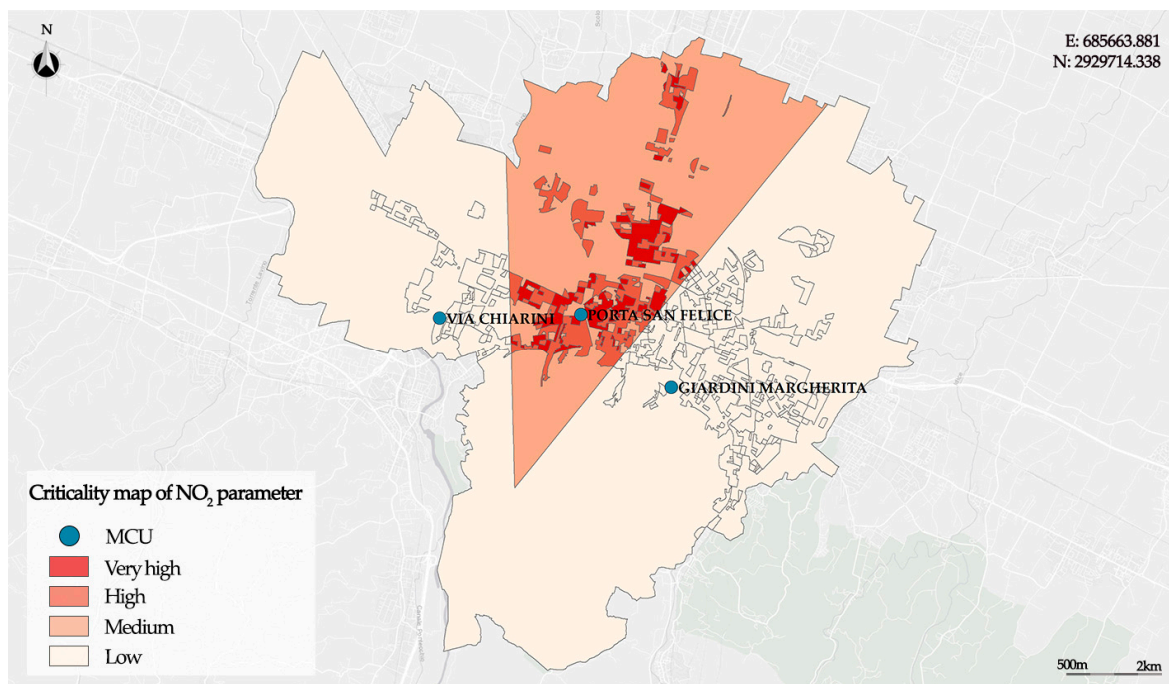 N
E: 685663.881
N: 2929714.338
VIA CHIARINI
PORTA SAN FELICE
GIARDINI MARGHERITA
Criticality map of NO₂ parameter
MCU
Very high
High
Medium
Low
500m 2km